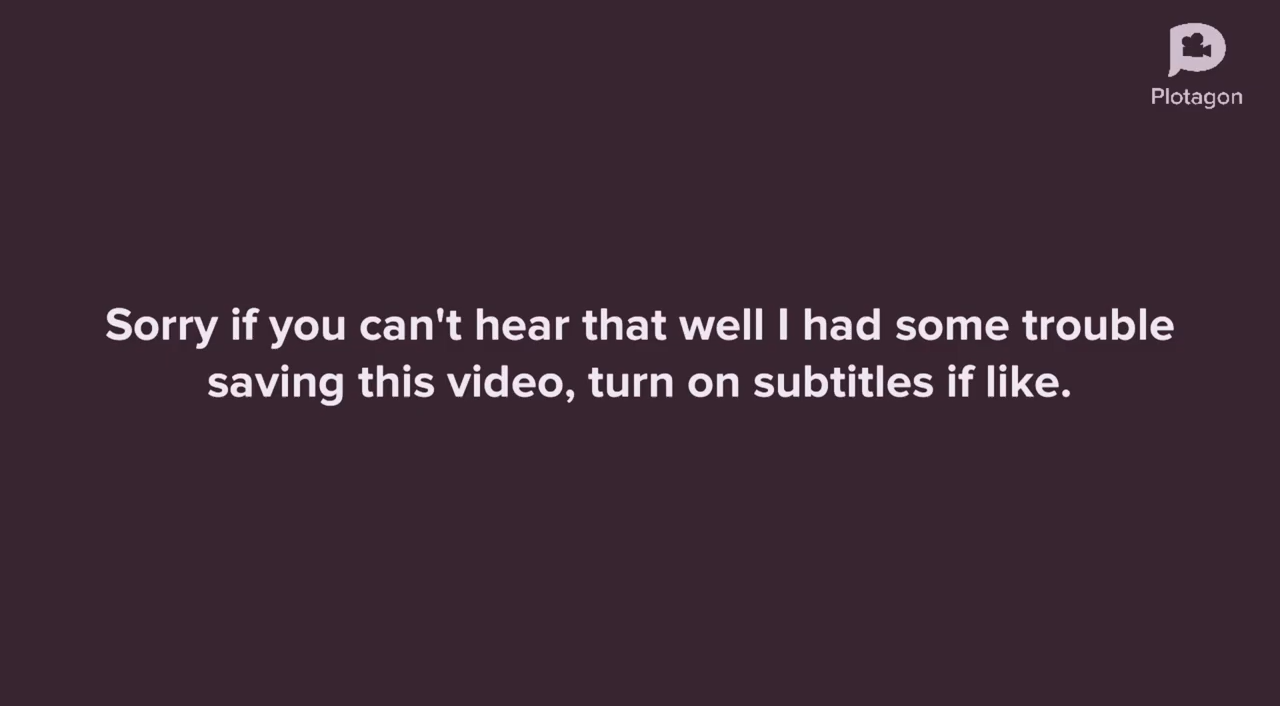 Plotagon
Sorry if you can't hear that well I had some trouble
saving this video, turn on subtitles if like.